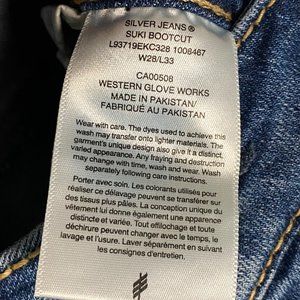 SILVER JEANS®
SUKI BOOTCUT
L93719EKC328 1008467
W28/L33
CA00508
WESTERN GLOVE WORKS
MADE IN PAKISTAN/
FABRIQUÉ AU PAKISTAN
Wear with care. The dyes used to achieve this
wash may transfer onto lighter materials. The
garment's unique design also give it a distinct,
vintage look. Any fraying and destruction
may change with time, wash and wear. Wash
separately following care instructions.
Porter avec soin. Les colorants utilisés pour
réaliser ce délavage peuvent se transférer sur
des tissus plus pâles. La conception unique du
vêtement lui donne également une apparence
distincte et vintage. Tout effilochage et toute
destruction peuvent changer avec le temps, le
lavage et l'usure. Laver séparément en suivant
les consignes d'entretien.